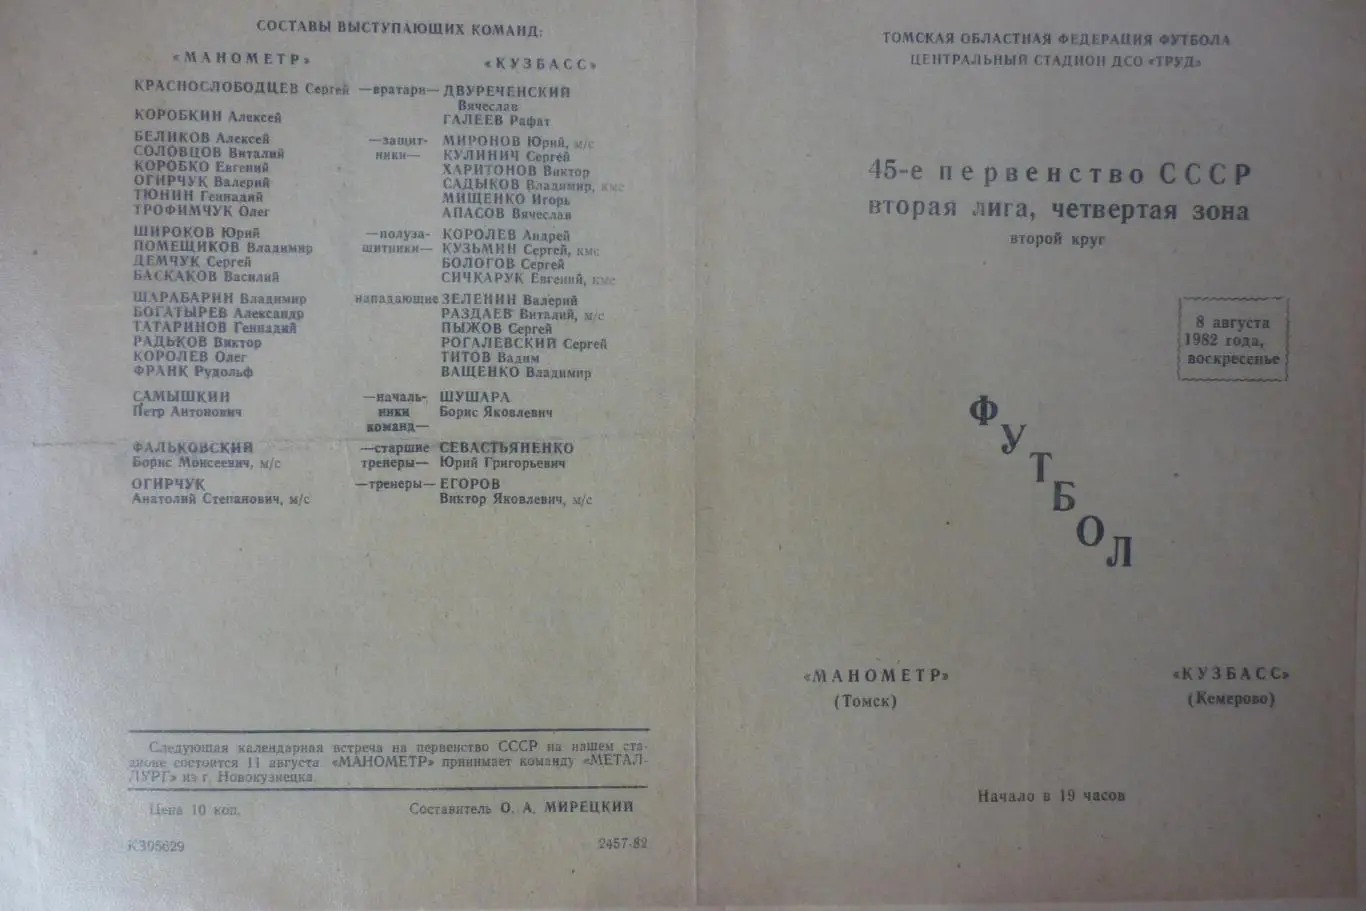 СОСТАВЫ ВЫСТУПАЮЩИХ КОМАНД:
«МАНОМЕТР» «КУЗБАСС»
КРАСНОСЛОБОДЦЕВ Сергей —вратари— ДВУРЕЧЕНСКИЙ
Вячеслав
КОРОБКИН Алексей ГАЛЕЕВ Рафат
БЕЛИКОВ Алексей —защит- МИРОНОВ Юрий, м/с
СОЛОВЦОВ Виталий ники— КУЛИНИЧ Сергей
КОРОБКО Евгений ХАРИТОНОВ Виктор
ОГИРЧУК Валерий САДЫКОВ Владимир, кмс
ТЮНИН Геннадий МИЩЕНКО Игорь
ТРОФИМЧУК Олег АПАСОВ Вячеслав
ШИРОКОВ Юрий —полуза- КОРОЛЕВ Андрей
ПОМЕЩИКОВ Владимир щитники— КУЗЬМИН Сергей, кмс
ДЕМЧУК Сергей БОЛОГОВ Сергей
БАСКАКОВ Василий СИЧКАРУК Евгений, кмс
ШАРАБАРИН Владимир нападающие ЗЕЛЕНИН Валерий
БОГАТЫРЕВ Александр РАЗДАЕВ Виталий, м/с
ТАТАРИНОВ Геннадий ПЫЖОВ Сергей
РАДЬКОВ Виктор РОГАЛЕВСКИЙ Сергей
КОРОЛЕВ Олег ТИТОВ Вадим
ФРАНК Рудольф ВАЩЕНКО Владимир
САМЫШКИН —началь- ШУШАРА
Петр Антонович ники Борис Яковлевич
команд—
ФАЛЬКОВСКИЙ —старшие СЕВАСТЬЯНЕНКО
Борис Моисеевич, м/с тренеры— Юрий Григорьевич
ОГИРЧУК —тренеры— ЕГОРОВ
Анатолий Степанович, м/с Виктор Яковлевич, м/с
Следующая календарная встреча на первенство СССР на нашем ста-
дионе состоится 11 августа. «МАНОМЕТР» принимает команду «МЕТАЛ-
ЛУРГ» из г. Новокузнецка.
Цена 10 коп. Составитель О. А. МИРЕЦКИЙ
К305629 2457-82
ТОМСКАЯ ОБЛАСТНАЯ ФЕДЕРАЦИЯ ФУТБОЛА
ЦЕНТРАЛЬНЫЙ СТАДИОН ДСО «ТРУД»
45-е первенство СССР
вторая лига, четвертая зона
второй круг
8 августа
1982 года,
воскресенье
ФУТБОЛ
«МАНОМЕТР» «КУЗБАСС»
(Томск) (Кемерово)
Начало в 19 часов